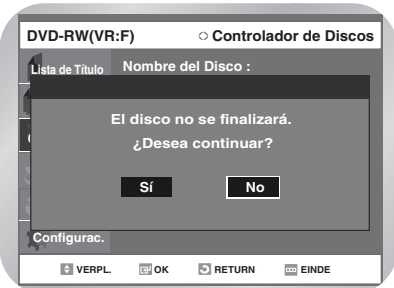 DVD-RW(VR:F) Controlador de Discos
Lista de Título Nombre del Disco :
El disco no se finalizará.
¿Desea continuar?
Sí No
Configurac.
VERPL. OK RETURN EINDE